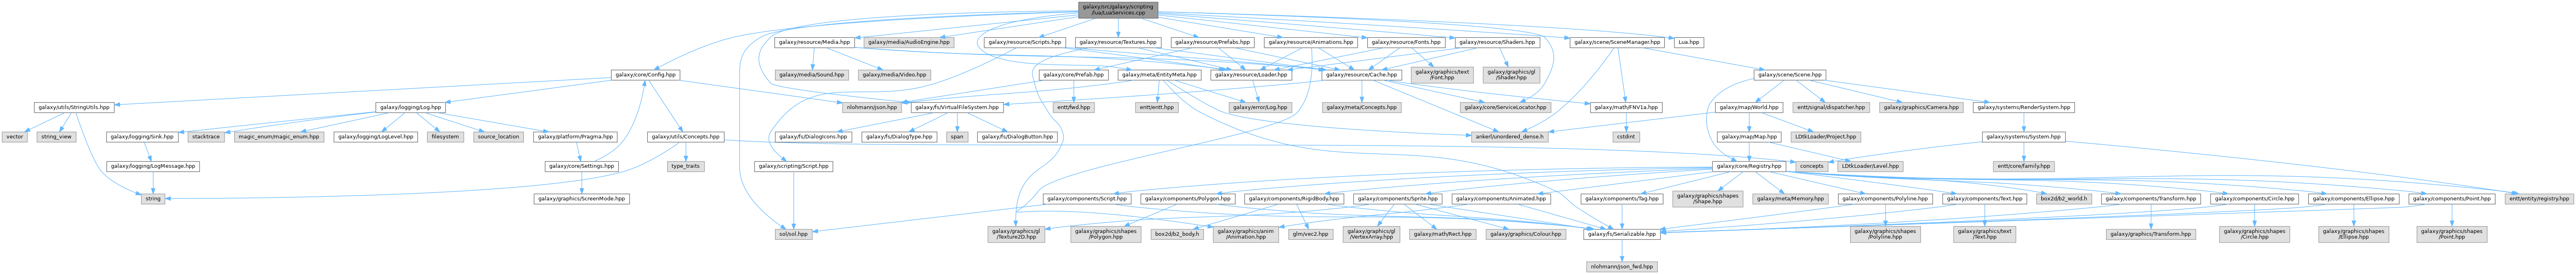 galaxy/src/galaxy/scripting
/lua/LuaServices.cpp
galaxy/resource/Media.hpp
galaxy/media/AudioEngine.hpp
galaxy/resource/Scripts.hpp
galaxy/resource/Textures.hpp
galaxy/resource/Prefabs.hpp
galaxy/resource/Animations.hpp
galaxy/resource/Fonts.hpp
galaxy/resource/Shaders.hpp
galaxy/scene/SceneManager.hpp
Lua.hpp
galaxy/core/Config.hpp
galaxy/media/Sound.hpp
galaxy/media/Video.hpp
galaxy/core/Prefab.hpp
galaxy/meta/EntityMeta.hpp
galaxy/resource/Loader.hpp
galaxy/resource/Cache.hpp
galaxy/graphics/text
/Font.hpp
galaxy/graphics/gl
/Shader.hpp
galaxy/scene/Scene.hpp
galaxy/utils/StringUtils.hpp
galaxy/logging/Log.hpp
nlohmann/json.hpp
galaxy/fs/VirtualFileSystem.hpp
entt/fwd.hpp
entt/entt.hpp
galaxy/error/Log.hpp
galaxy/meta/Concepts.hpp
galaxy/core/ServiceLocator.hpp
galaxy/math/FNV1a.hpp
galaxy/map/World.hpp
entt/signal/dispatcher.hpp
galaxy/graphics/Camera.hpp
galaxy/systems/RenderSystem.hpp
vector
string_view
galaxy/logging/Sink.hpp
stacktrace
magic_enum/magic_enum.hpp
galaxy/logging/LogLevel.hpp
filesystem
source_location
galaxy/platform/Pragma.hpp
galaxy/utils/Concepts.hpp
galaxy/fs/DialogIcons.hpp
galaxy/fs/DialogType.hpp
span
galaxy/fs/DialogButton.hpp
ankerl/unordered_dense.h
cstdint
galaxy/map/Map.hpp
LDtkLoader/Project.hpp
galaxy/systems/System.hpp
galaxy/logging/LogMessage.hpp
galaxy/core/Settings.hpp
type_traits
galaxy/scripting/Script.hpp
galaxy/core/Registry.hpp
LDtkLoader/Level.hpp
concepts
entt/core/family.hpp
string
galaxy/graphics/ScreenMode.hpp
galaxy/components/Script.hpp
galaxy/components/Polygon.hpp
galaxy/components/RigidBody.hpp
galaxy/components/Sprite.hpp
galaxy/components/Animated.hpp
galaxy/components/Tag.hpp
galaxy/graphics/shapes
/Shape.hpp
galaxy/meta/Memory.hpp
galaxy/components/Polyline.hpp
galaxy/components/Text.hpp
box2d/b2_world.h
galaxy/components/Transform.hpp
galaxy/components/Circle.hpp
galaxy/components/Ellipse.hpp
galaxy/components/Point.hpp
entt/entity/registry.hpp
sol/sol.hpp
galaxy/graphics/gl
/Texture2D.hpp
galaxy/graphics/shapes
/Polygon.hpp
box2d/b2_body.h
galaxy/graphics/anim
/Animation.hpp
glm/vec2.hpp
galaxy/graphics/gl
/VertexArray.hpp
galaxy/math/Rect.hpp
galaxy/graphics/Colour.hpp
galaxy/fs/Serializable.hpp
galaxy/graphics/shapes
/Polyline.hpp
galaxy/graphics/text
/Text.hpp
galaxy/graphics/Transform.hpp
galaxy/graphics/shapes
/Circle.hpp
galaxy/graphics/shapes
/Ellipse.hpp
galaxy/graphics/shapes
/Point.hpp
nlohmann/json_fwd.hpp